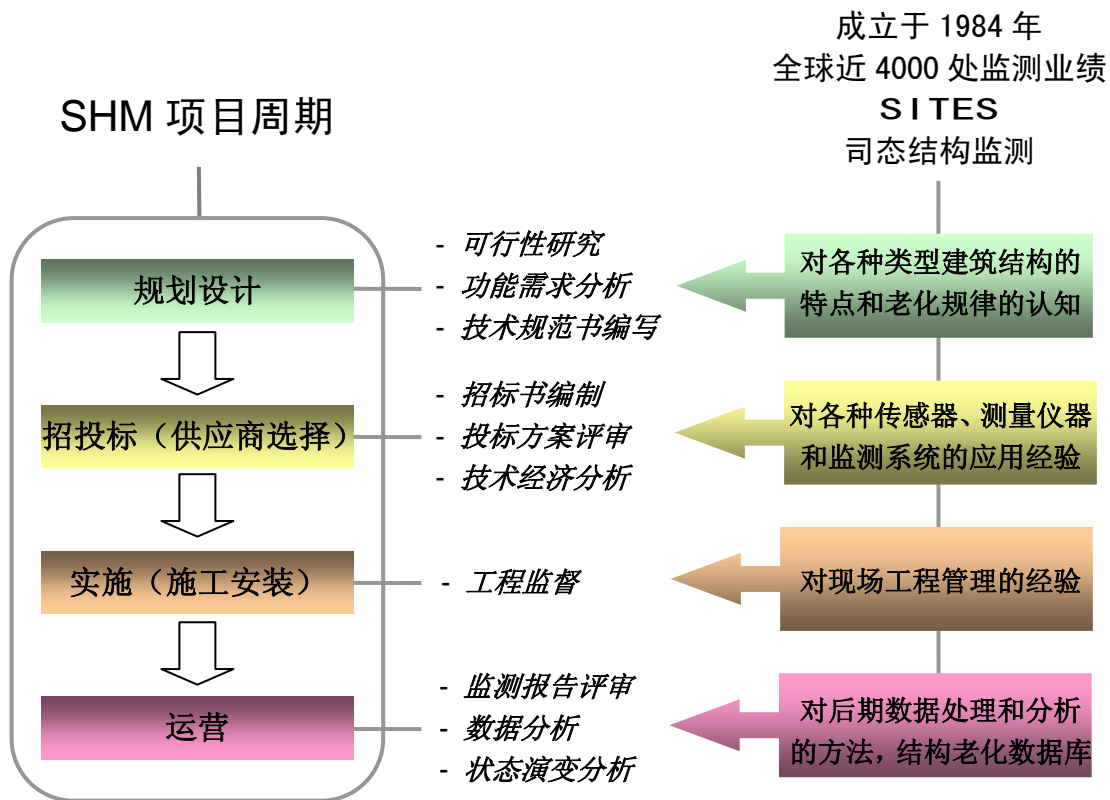 成立于 1984 年
全球近 4000 处监测业绩
SITES
司态结构监测
SHM 项目周期
规划设计
- 可行性研究
- 功能需求分析
- 技术规范书编写
对各种类型建筑结构的
特点和老化规律的认知
招投标（供应商选择）
- 招标书编制
- 投标方案评审
- 技术经济分析
对各种传感器、测量仪器
和监测系统的应用经验
实施（施工安装）
- 工程监督
对现场工程管理的经验
运营
- 监测报告评审
- 数据分析
- 状态演变分析
对后期数据处理和分析
的方法，结构老化数据库